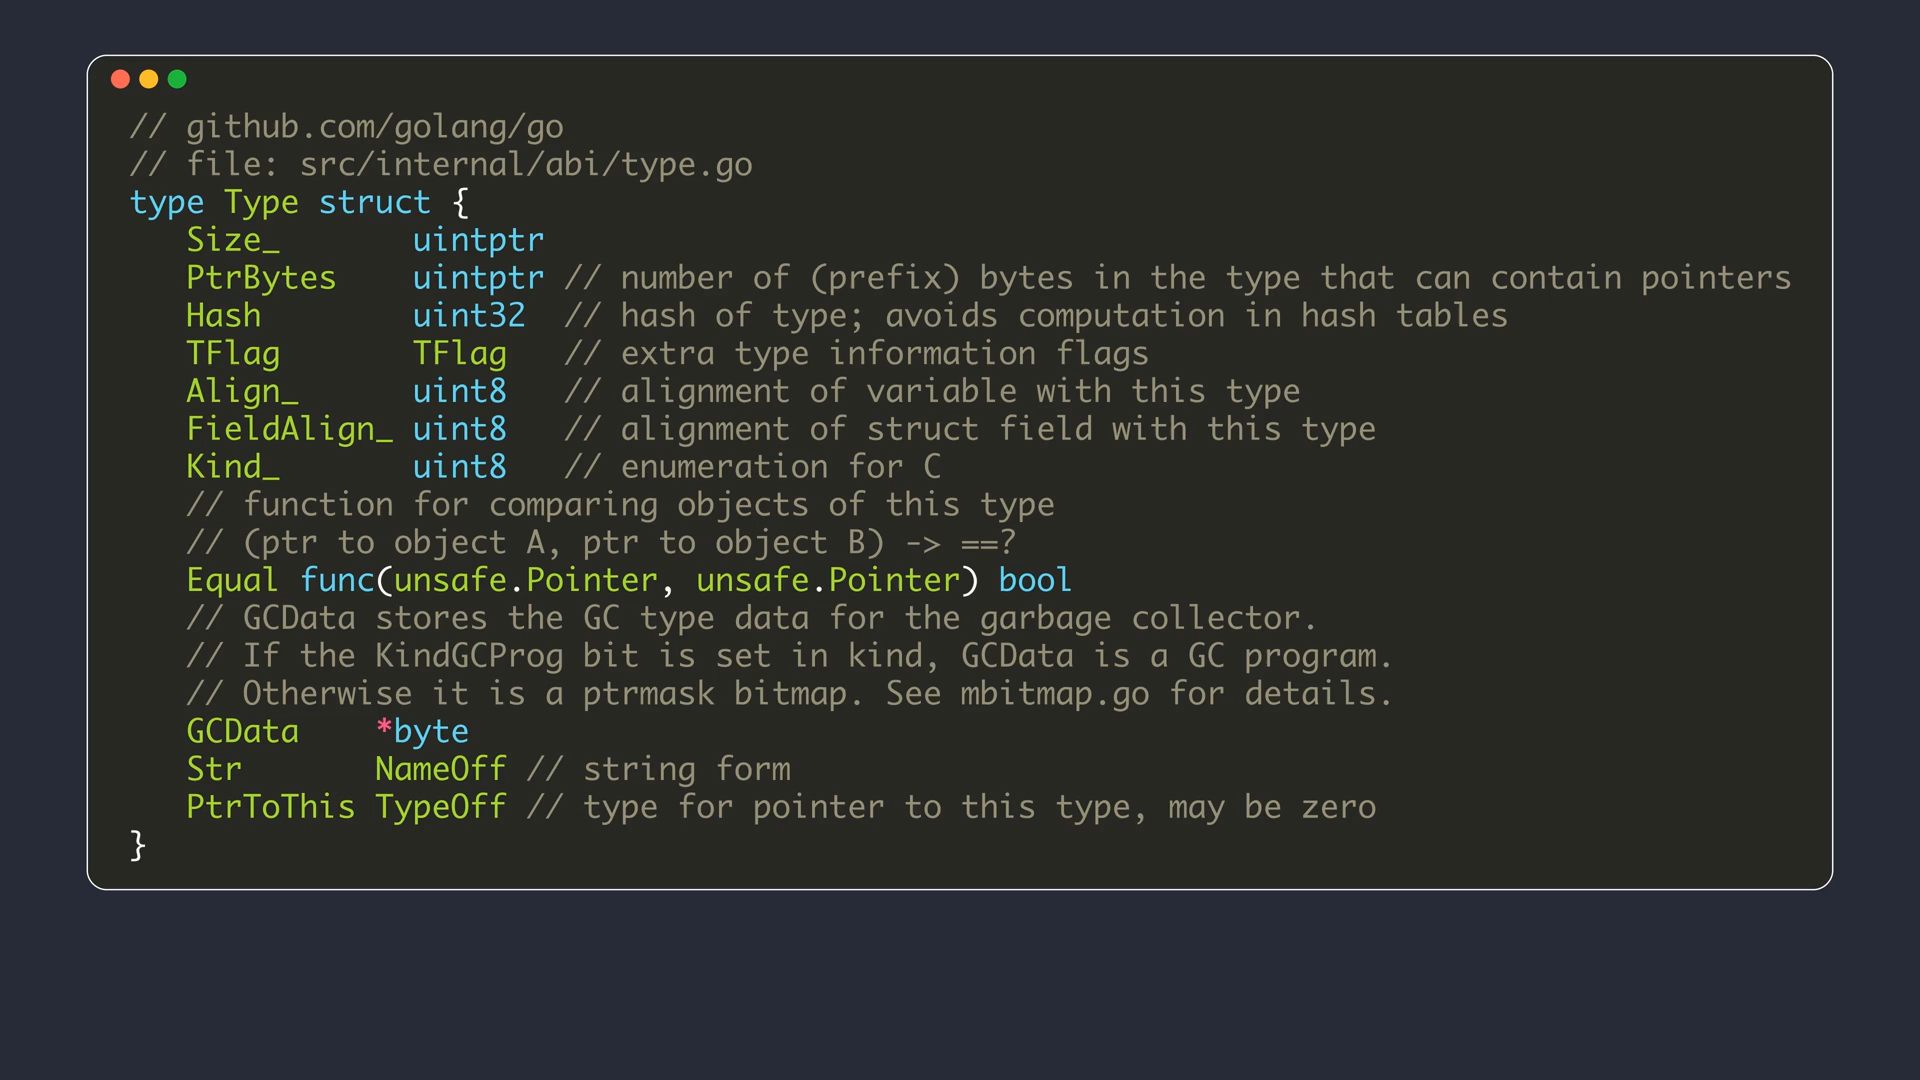 // github.com/golang/go
// file: src/internal/abi/type.go
type Type struct {
   Size_       uintptr
   PtrBytes    uintptr // number of (prefix) bytes in the type that can contain pointers
   Hash        uint32  // hash of type; avoids computation in hash tables
   TFlag       TFlag   // extra type information flags
   Align_      uint8   // alignment of variable with this type
   FieldAlign_ uint8   // alignment of struct field with this type
   Kind_       uint8   // enumeration for C
   // function for comparing objects of this type
   // (ptr to object A, ptr to object B) -> ==?
   Equal func(unsafe.Pointer, unsafe.Pointer) bool
   // GCData stores the GC type data for the garbage collector.
   // If the KindGCProg bit is set in kind, GCData is a GC program.
   // Otherwise it is a ptrmask bitmap. See mbitmap.go for details.
   GCData    *byte
   Str       NameOff // string form
   PtrToThis TypeOff // type for pointer to this type, may be zero
}